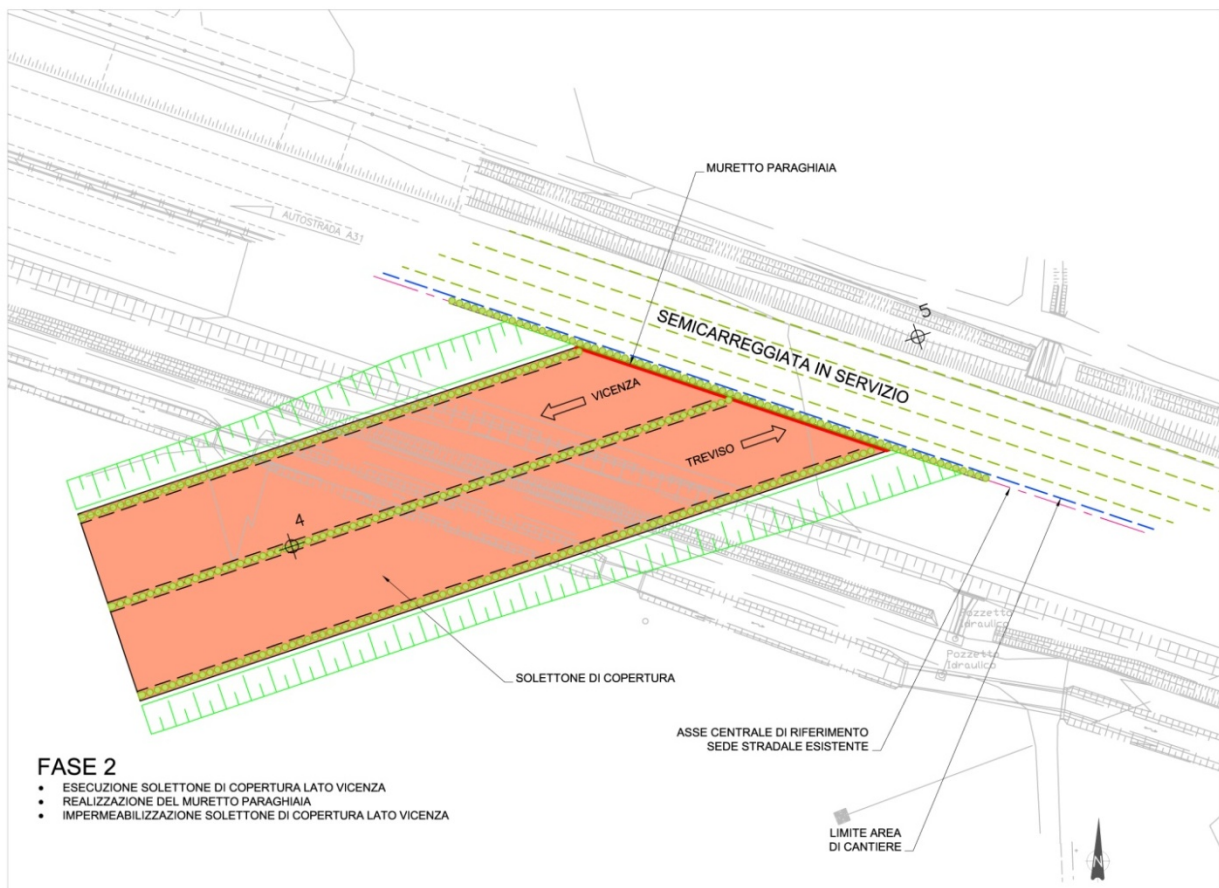 MURETTO PARAGHIAIA
AUTOSTRADA A31
5
SEMICARREGGIATA IN SERVIZIO
VICENZA
TREVISO
4
Pozzetto
Idraulico
Pozzetto
Idraulico
SOLETTONE DI COPERTURA
ASSE CENTRALE DI RIFERIMENTO
SEDE STRADALE ESISTENTE
FASE 2
• ESECUZIONE SOLETTONE DI COPERTURA LATO VICENZA
• REALIZZAZIONE DEL MURETTO PARAGHIAIA
• IMPERMEABILIZZAZIONE SOLETTONE DI COPERTURA LATO VICENZA
LIMITE AREA
DI CANTIERE
N